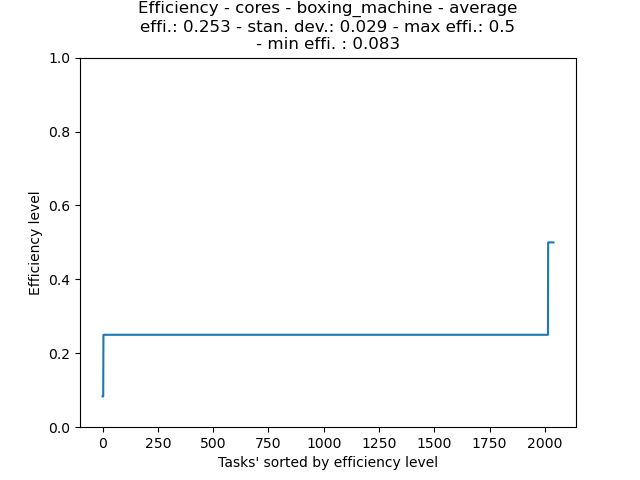 Efficiency - cores - boxing_machine - average
effi.: 0.253 - stan. dev.: 0.029 - max effi.: 0.5
- min effi. : 0.083
1.0
0.8
0.6
0.4
0.2
0.0
Efficiency level
0 250 500 750 1000 1250 1500 1750 2000
Tasks' sorted by efficiency level